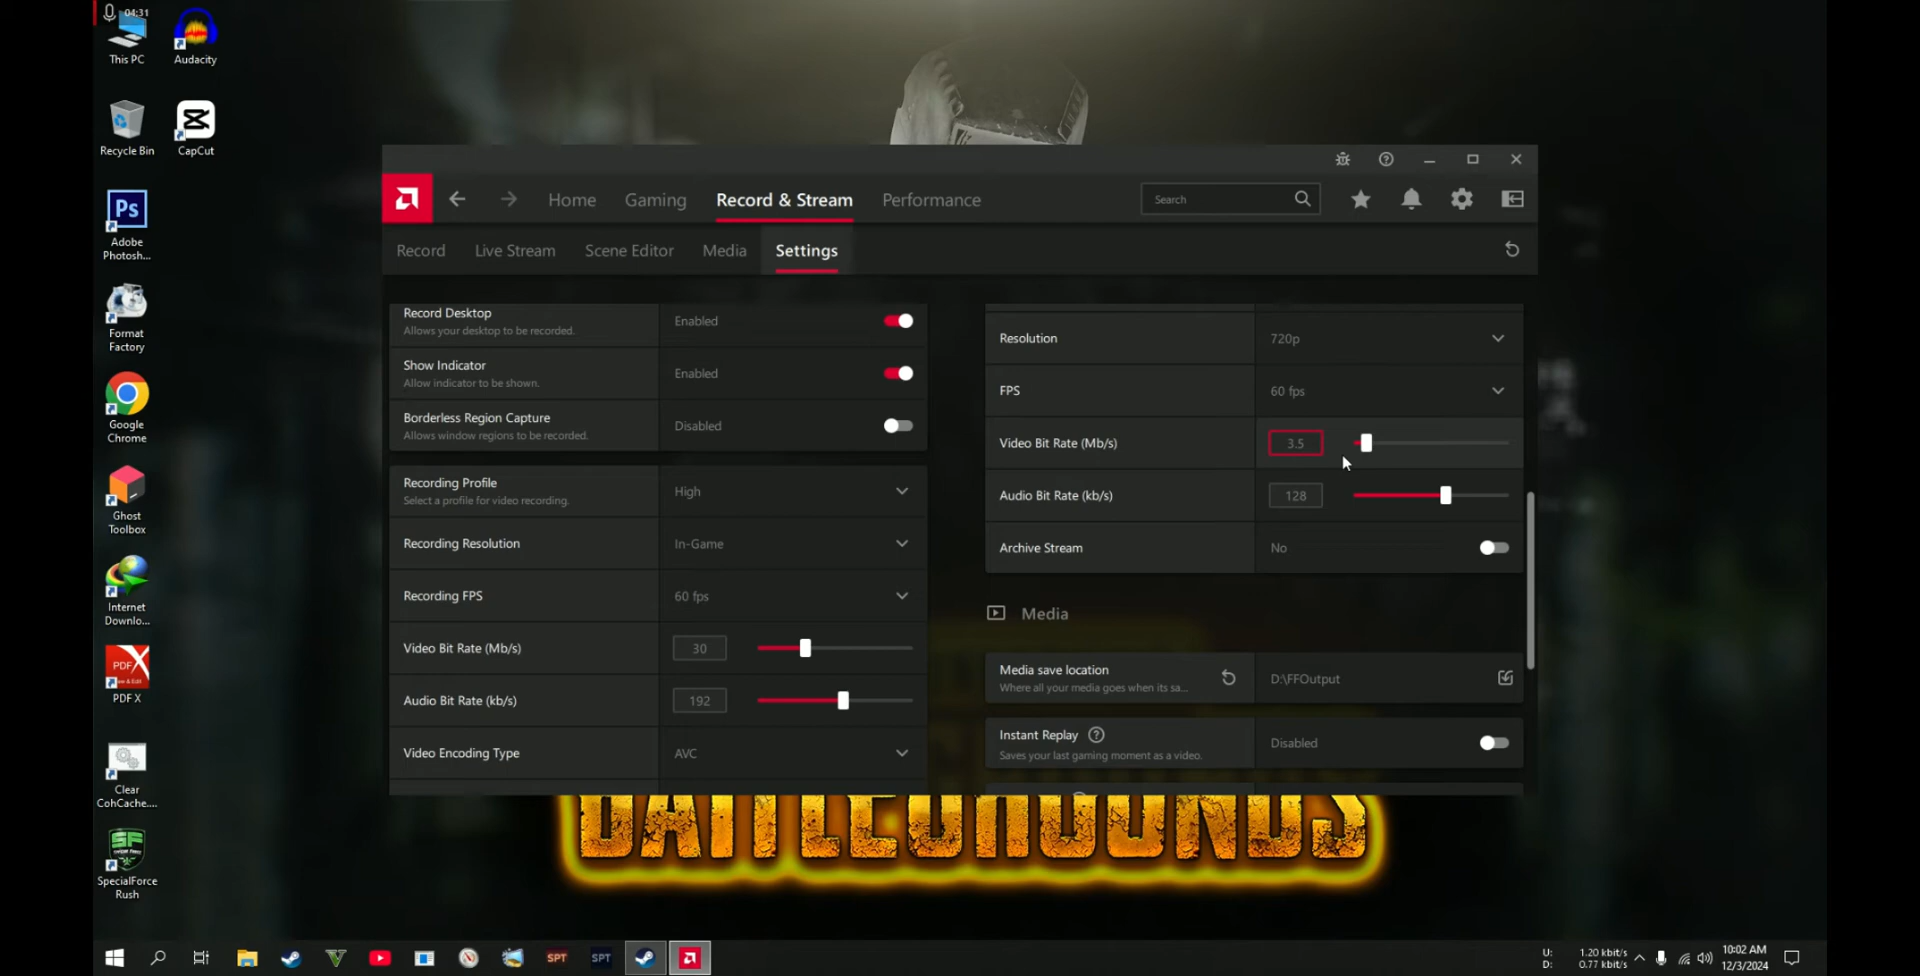 04:31
This PC
Audacity
Recycle Bin
CapCut
Ps
Adobe
Photosh...
Format
Factory
Google
Chrome
Ghost
Toolbox
Internet
Downlo...
PDF
PDF X
Clear
CohCache....
SF
SpecialForce
Rush
Home
Gaming
Record & Stream
Performance
Search
Record
Live Stream
Scene Editor
Media
Settings
Record Desktop
Allows your desktop to be recorded.
Enabled
Show Indicator
Allow indicator to be shown.
Enabled
Borderless Region Capture
Allows window regions to be recorded.
Disabled
Recording Profile
Select a profile for video recording.
High
Recording Resolution
In-Game
Recording FPS
60 fps
Video Bit Rate (Mb/s)
30
Audio Bit Rate (kb/s)
192
Video Encoding Type
AVC
Resolution
720p
FPS
60 fps
Video Bit Rate (Mb/s)
3.5
Audio Bit Rate (kb/s)
128
Archive Stream
No
Media
Media save location
Where all your media goes when its sa...
D:\FFOutput
Instant Replay ?
Saves your last gaming moment as a video.
Disabled
BATTLEGROUNDS
SPT
SPT
U: 1.20 kbit/s
D: 0.77 kbit/s
10:02 AM
12/3/2024